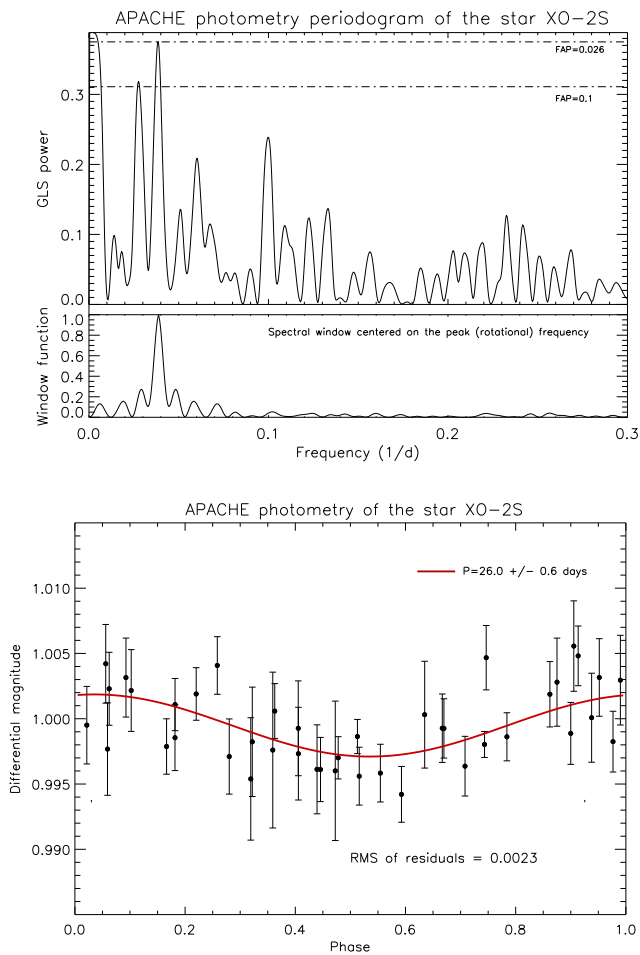 APACHE photometry periodogram of the star XO-2S
FAP=0.026
0.3
FAP=0.1
GLS power
0.2
0.1
0.0
1.0
Spectral window centered on the peak (rotational) frequency
0.8
Window function
0.6
0.4
0.2
0.0
0.0 0.1 0.2 0.3
Frequency (1/d)
APACHE photometry of the star XO-2S
P=26.0 +/- 0.6 days
1.010
1.005
Differential magnitude
1.000
0.995
0.990
RMS of residuals = 0.0023
0.0 0.2 0.4 0.6 0.8 1.0
Phase